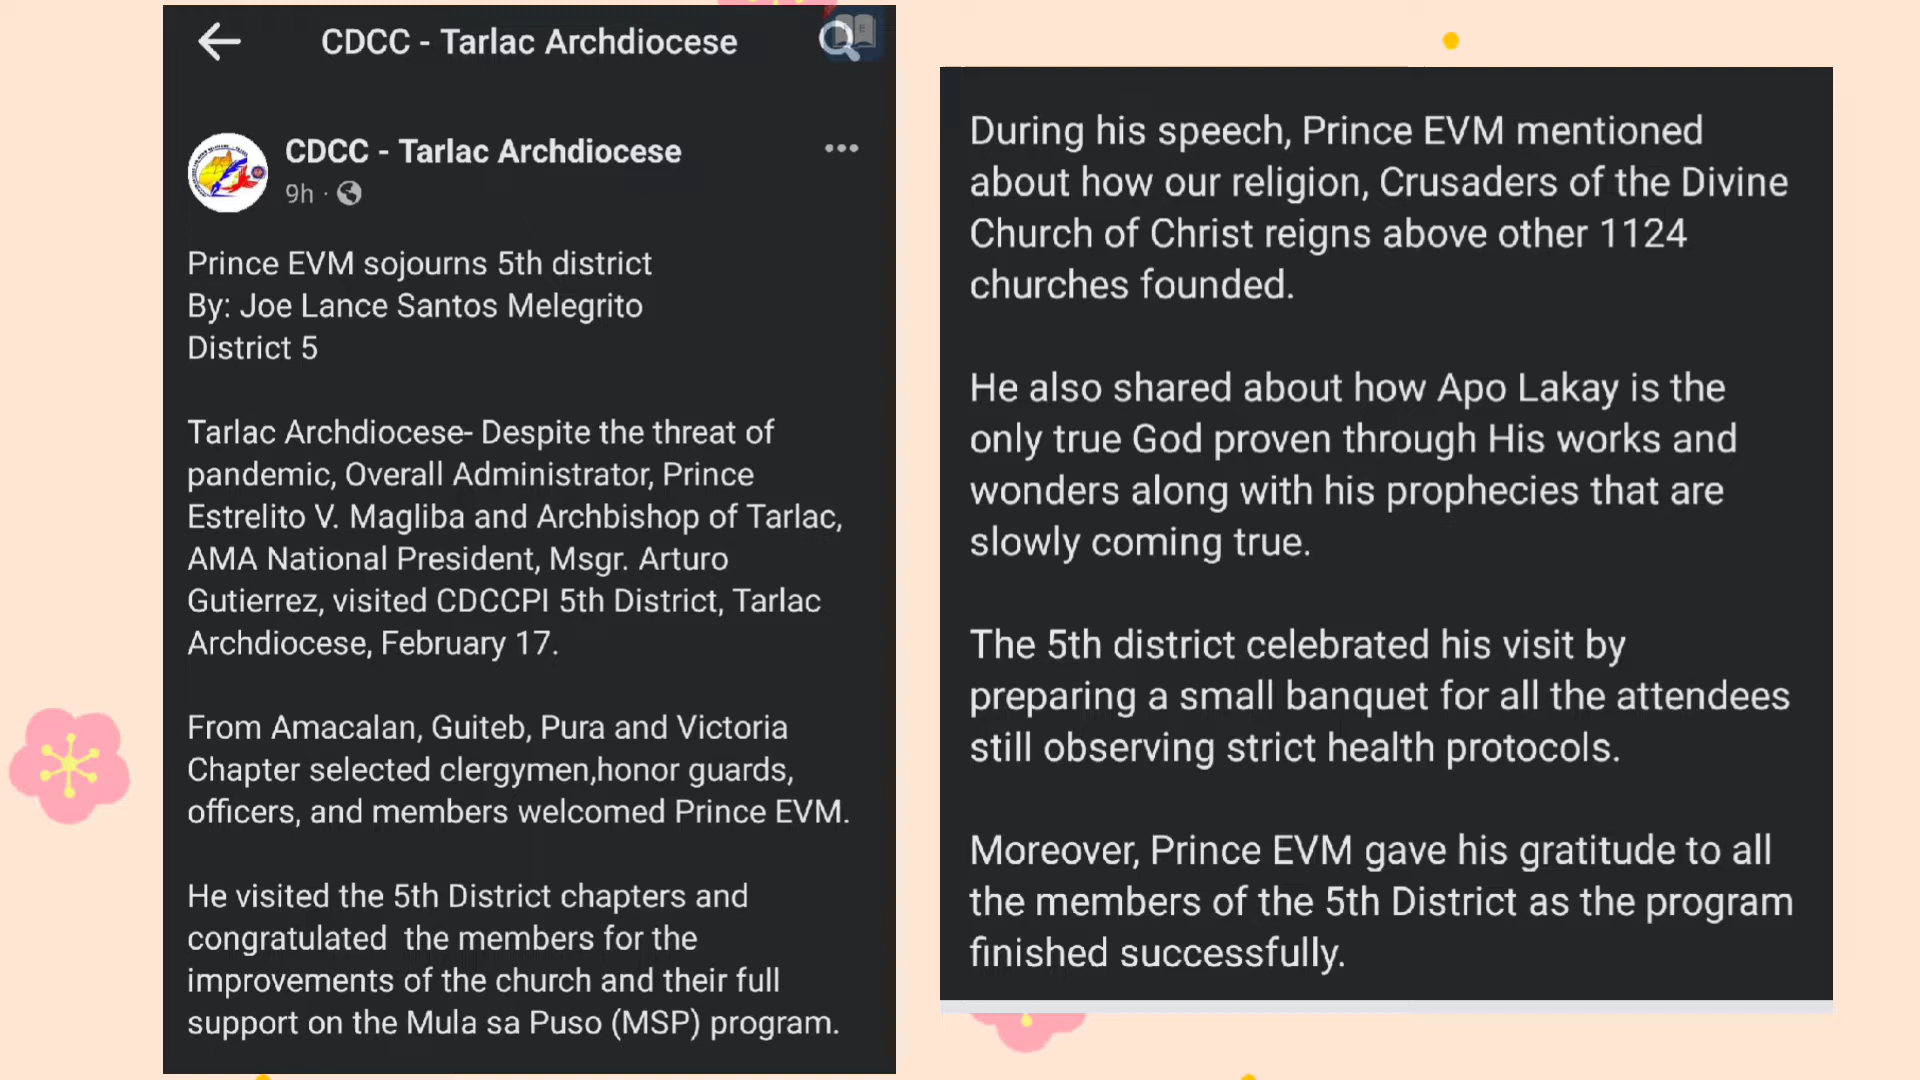 CDCC - Tarlac Archdiocese
CDCC - Tarlac Archdiocese
9h ·
Prince EVM sojourns 5th district
By: Joe Lance Santos Melegrito
District 5
Tarlac Archdiocese- Despite the threat of
pandemic, Overall Administrator, Prince
Estrelito V. Magliba and Archbishop of Tarlac,
AMA National President, Msgr. Arturo
Gutierrez, visited CDCCPI 5th District, Tarlac
Archdiocese, February 17.
From Amacalan, Guiteb, Pura and Victoria
Chapter selected clergymen,honor guards,
officers, and members welcomed Prince EVM.
He visited the 5th District chapters and
congratulated  the members for the
improvements of the church and their full
support on the Mula sa Puso (MSP) program.
During his speech, Prince EVM mentioned
about how our religion, Crusaders of the Divine
Church of Christ reigns above other 1124
churches founded.
He also shared about how Apo Lakay is the
only true God proven through His works and
wonders along with his prophecies that are
slowly coming true.
The 5th district celebrated his visit by
preparing a small banquet for all the attendees
still observing strict health protocols.
Moreover, Prince EVM gave his gratitude to all
the members of the 5th District as the program
finished successfully.